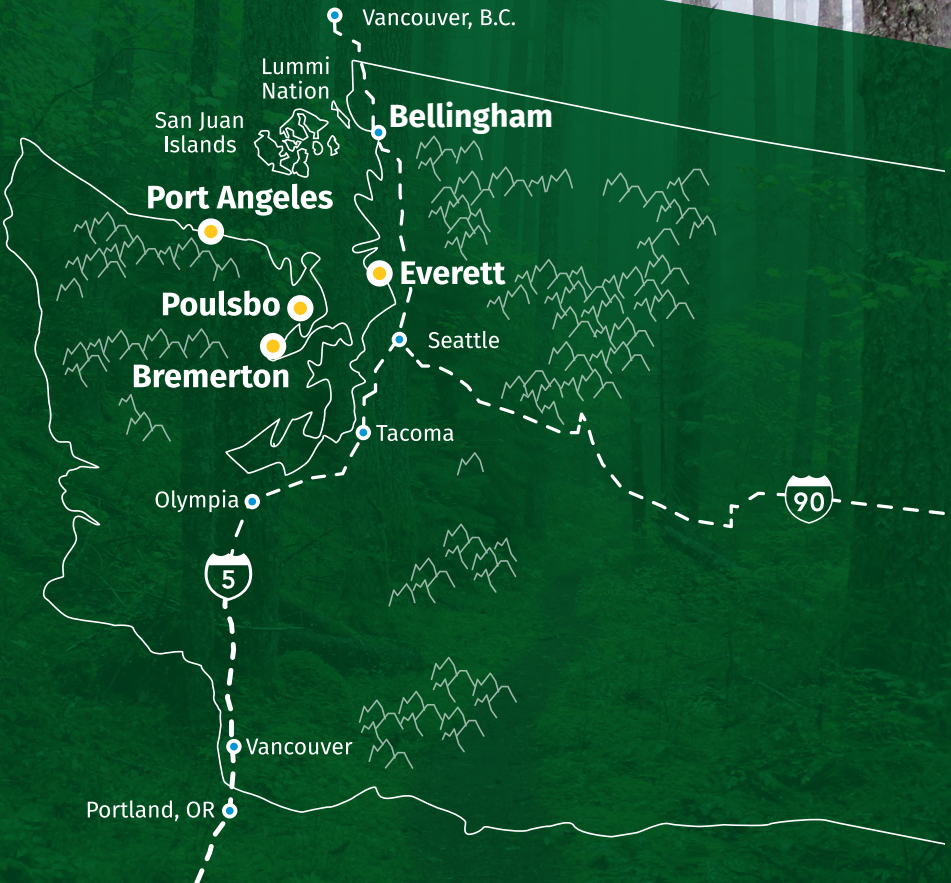 Vancouver, B.C.
Lummi
Nation
San Juan
Islands
Bellingham
Port Angeles
Everett
Poulsbo
Seattle
Bremerton
Tacoma
Olympia
90
5
Vancouver
Portland, OR